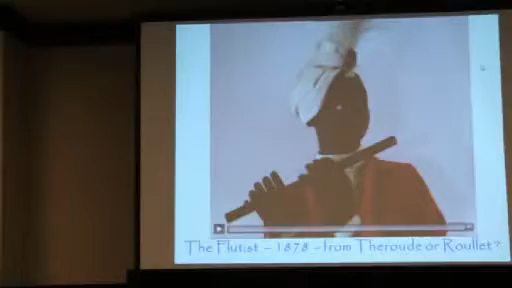 The Flutist – 1878 – from Theroude or Roullet?